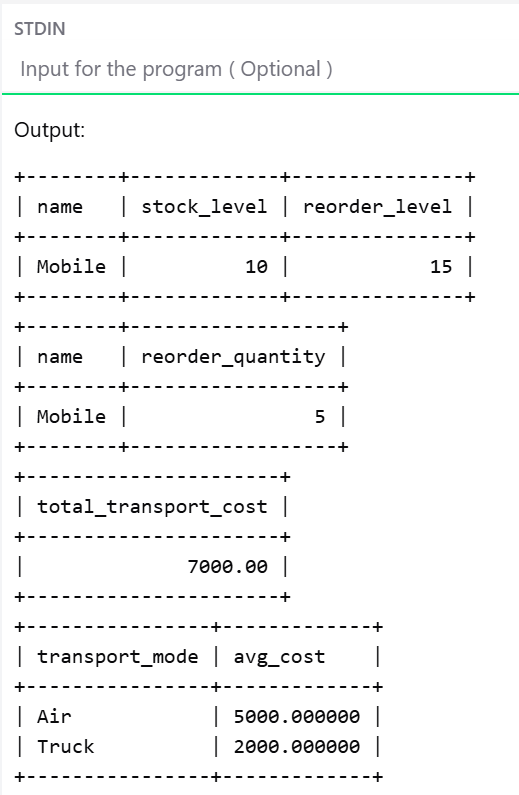 STDIN
Input for the program ( Optional )
Output:
+--------+-------------+---------------+
| name   | stock_level | reorder_level |
+--------+-------------+---------------+
| Mobile |          10 |            15 |
+--------+-------------+---------------+
+--------+------------------+
| name   | reorder_quantity |
+--------+------------------+
| Mobile |                5 |
+--------+------------------+
+----------------------+
| total_transport_cost |
+----------------------+
|              7000.00 |
+----------------------+
+----------------+-------------+
| transport_mode | avg_cost    |
+----------------+-------------+
| Air            | 5000.000000 |
| Truck          | 2000.000000 |
+----------------+-------------+